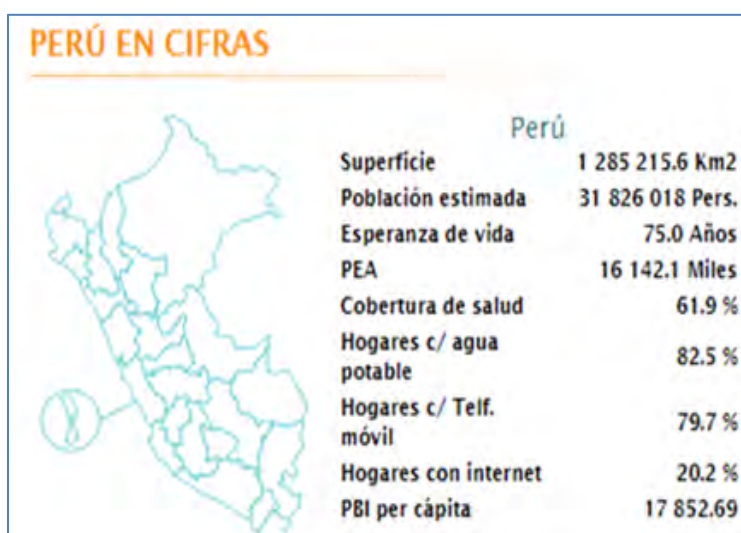 PERÚ EN CIFRAS
Perú
Superficie 1 285 215.6 Km2
Población estimada 31 826 018 Pers.
Esperanza de vida 75.0 Años
PEA 16 142.1 Miles
Cobertura de salud 61.9 %
Hogares c/ agua
potable 82.5 %
Hogares c/ Telf.
móvil 79.7 %
Hogares con internet 20.2 %
PBI per cápita 17 852.69